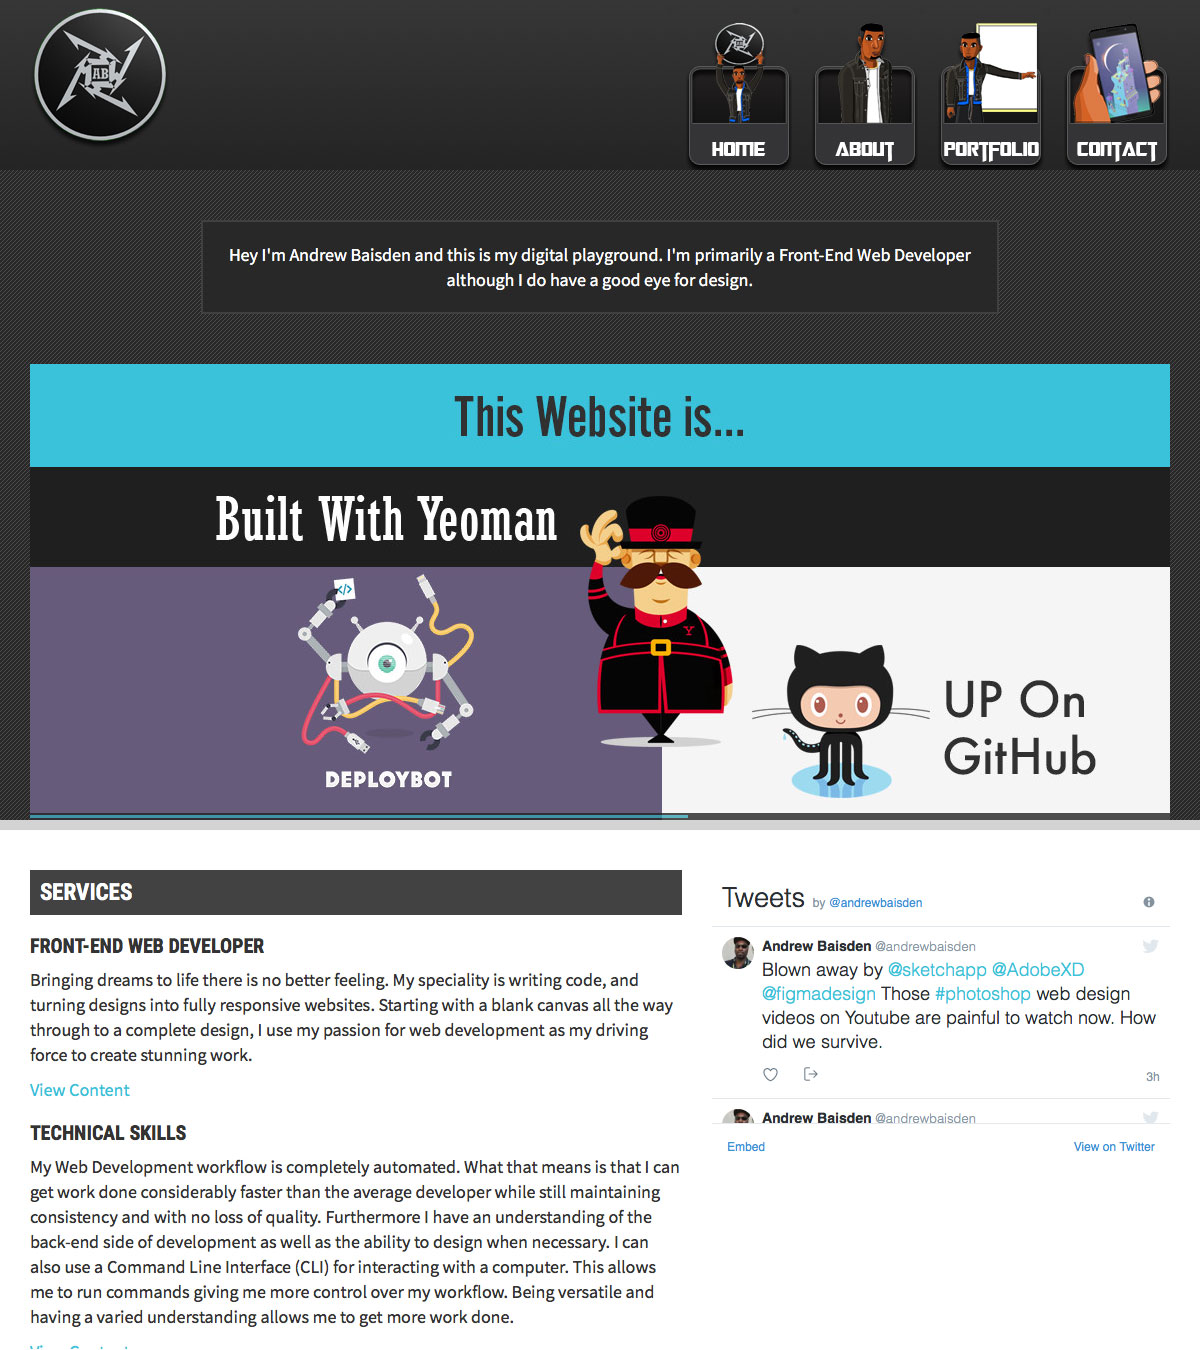 AB
HOME ABOUT PORTFOLIO CONTACT
Hey I'm Andrew Baisden and this is my digital playground. I'm primarily a Front-End Web Developer
although I do have a good eye for design.
This Website is...
Built With Yeoman
</>
Y
UP On
GitHub
DEPLOYBOT
SERVICES
FRONT-END WEB DEVELOPER
Bringing dreams to life there is no better feeling. My speciality is writing code, and
turning designs into fully responsive websites. Starting with a blank canvas all the way
through to a complete design, I use my passion for web development as my driving
force to create stunning work.
View Content
TECHNICAL SKILLS
My Web Development workflow is completely automated. What that means is that I can
get work done considerably faster than the average developer while still maintaining
consistency and with no loss of quality. Furthermore I have an understanding of the
back-end side of development as well as the ability to design when necessary. I can
also use a Command Line Interface (CLI) for interacting with a computer. This allows
me to run commands giving me more control over my workflow. Being versatile and
having a varied understanding allows me to get more work done.
Tweets by @andrewbaisden
Andrew Baisden @andrewbaisden
Blown away by @sketchapp @AdobeXD
@figmadesign Those #photoshop web design
videos on Youtube are painful to watch now. How
did we survive.
3h
Andrew Baisden @andrewbaisden
Embed View on Twitter